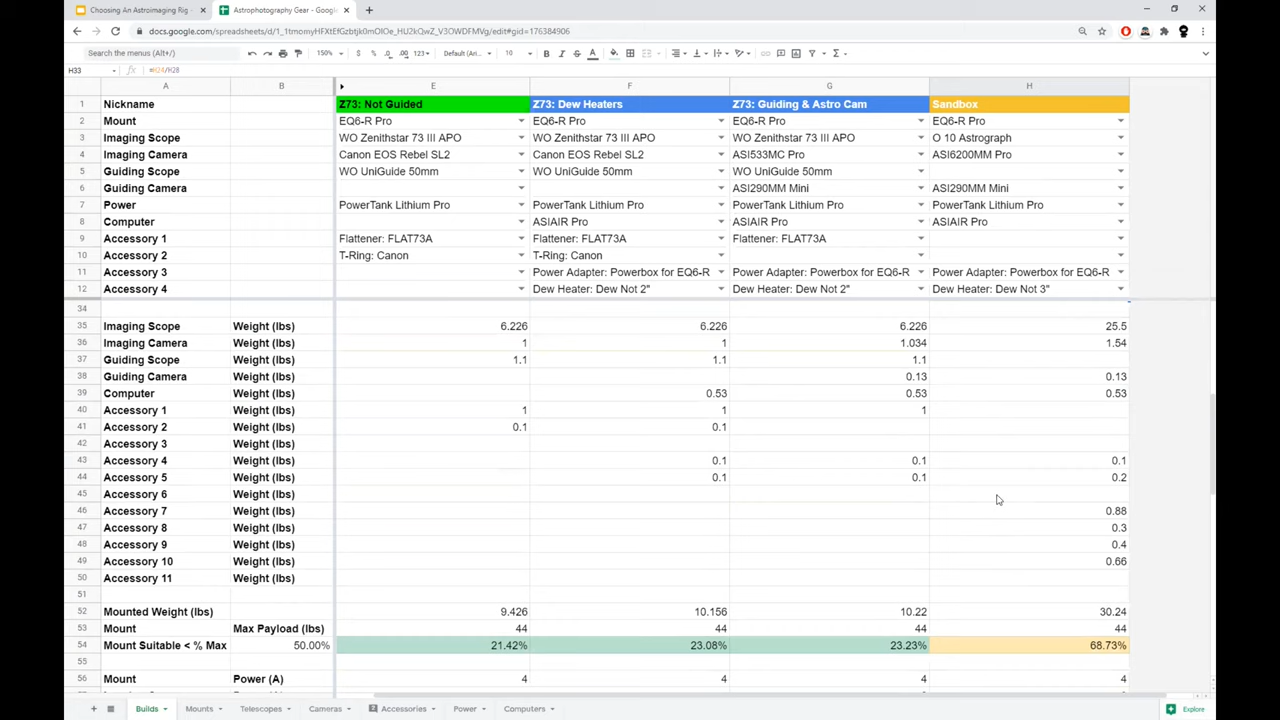 Choosing An Astroimaging Rig -
Astrophotography Gear - Google
Search the menus (Alt+/) 150% $ % .0 .00 123 Default (Ari... 10 B I S A
H33 fx =H24/H28
A B E F G H
1 Nickname Z73: Not Guided Z73: Dew Heaters Z73: Guiding & Astro Cam Sandbox
2 Mount EQ6-R Pro EQ6-R Pro EQ6-R Pro EQ6-R Pro
3 Imaging Scope WO Zenithstar 73 III APO WO Zenithstar 73 III APO WO Zenithstar 73 III APO O 10 Astrograph
4 Imaging Camera Canon EOS Rebel SL2 Canon EOS Rebel SL2 ASI533MC Pro ASI6200MM Pro
5 Guiding Scope WO UniGuide 50mm WO UniGuide 50mm WO UniGuide 50mm
6 Guiding Camera ASI290MM Mini ASI290MM Mini
7 Power PowerTank Lithium Pro PowerTank Lithium Pro PowerTank Lithium Pro PowerTank Lithium Pro
8 Computer ASIAIR Pro ASIAIR Pro ASIAIR Pro
9 Accessory 1 Flattener: FLAT73A Flattener: FLAT73A Flattener: FLAT73A
10 Accessory 2 T-Ring: Canon T-Ring: Canon
11 Accessory 3 Power Adapter: Powerbox for EQ6-R Power Adapter: Powerbox for EQ6-R Power Adapter: Powerbox for EQ6-R
12 Accessory 4 Dew Heater: Dew Not 2" Dew Heater: Dew Not 2" Dew Heater: Dew Not 3"
34
35 Imaging Scope Weight (lbs) 6.226 6.226 6.226 25.5
36 Imaging Camera Weight (lbs) 1 1 1.034 1.54
37 Guiding Scope Weight (lbs) 1.1 1.1 1.1
38 Guiding Camera Weight (lbs) 0.13 0.13
39 Computer Weight (lbs) 0.53 0.53 0.53
40 Accessory 1 Weight (lbs) 1 1 1
41 Accessory 2 Weight (lbs) 0.1 0.1
42 Accessory 3 Weight (lbs)
43 Accessory 4 Weight (lbs) 0.1 0.1 0.1
44 Accessory 5 Weight (lbs) 0.1 0.1 0.2
45 Accessory 6 Weight (lbs)
46 Accessory 7 Weight (lbs) 0.88
47 Accessory 8 Weight (lbs) 0.3
48 Accessory 9 Weight (lbs) 0.4
49 Accessory 10 Weight (lbs) 0.66
50 Accessory 11 Weight (lbs)
51
52 Mounted Weight (lbs) 9.426 10.156 10.22 30.24
53 Mount Max Payload (lbs) 44 44 44 44
54 Mount Suitable < % Max 50.00% 21.42% 23.08% 23.23% 68.73%
55
56 Mount Power (A) 4 4 4 4
Builds Mounts Telescopes Cameras Accessories Power Computers Explore